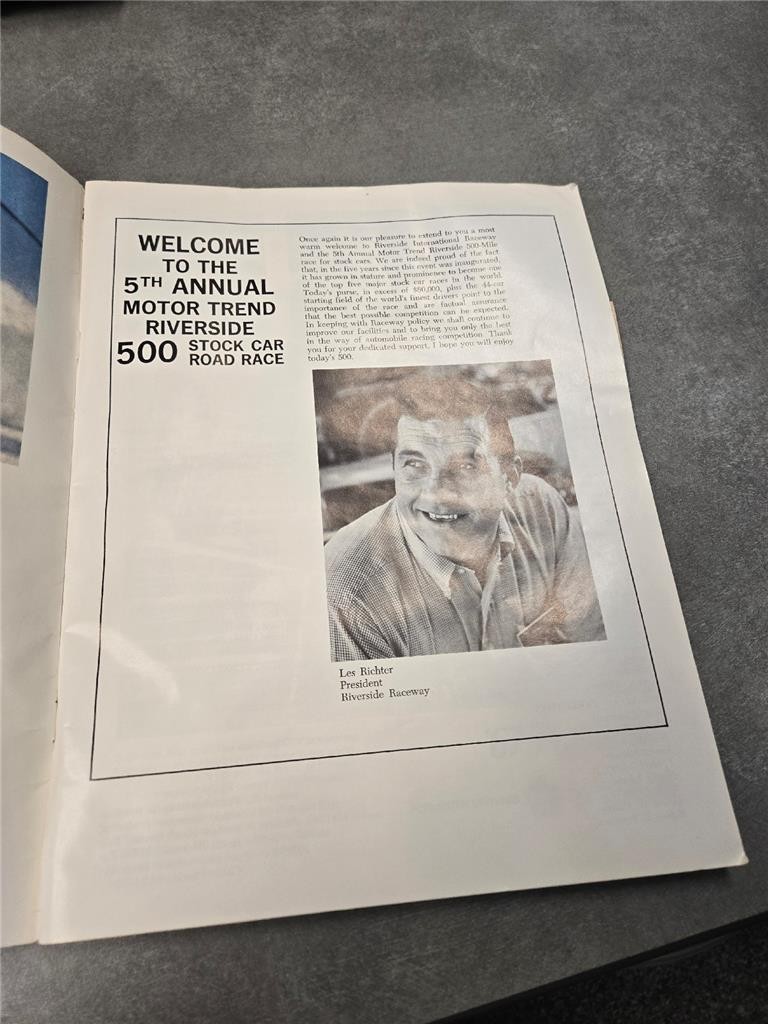 WELCOME
TO THE
5TH ANNUAL
MOTOR TREND
RIVERSIDE
500 STOCK CAR
ROAD RACE
Once again it is our pleasure to extend to you a most
warm welcome to Riverside International Raceway
and the 5th Annual Motor Trend Riverside 500-Mile
race for stock cars. We are indeed proud of the fact
that, in the five years since this event was inaugurated,
it has grown in stature and prominence to become one
of the top five major stock car races in the world.
Today's purse, in excess of $80,000, plus the 44-car
starting field of the world's finest drivers point to the
importance of the race and are factual assurance
that the best possible competition can be expected.
In keeping with Raceway policy we shall continue to
improve our facilities and to bring you only the best
in the way of automobile racing competition. Thank
you for your dedicated support. I hope you will enjoy
today's 500.
Les Richter
President
Riverside Raceway